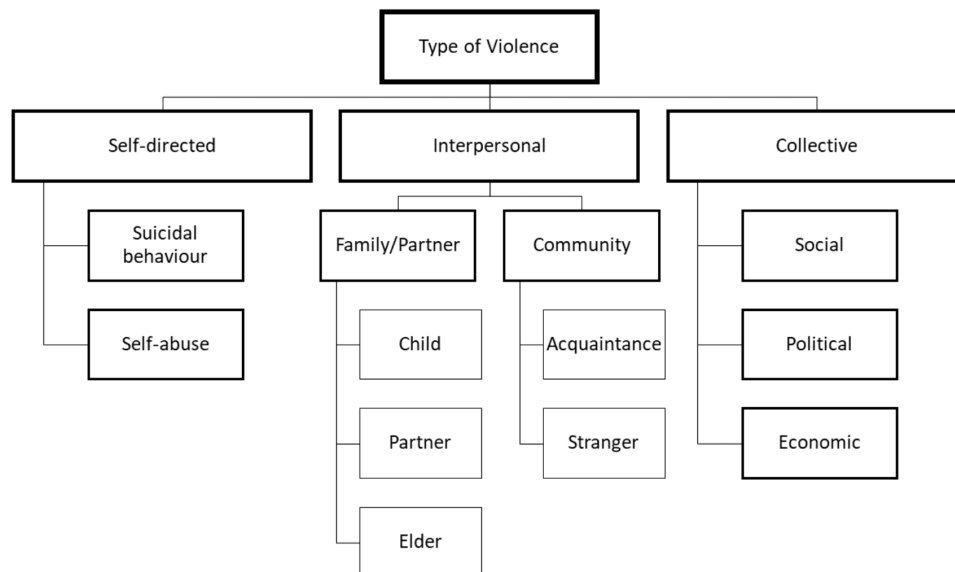 Type of Violence
Self-directed
Interpersonal
Collective
Suicidal
behaviour
Family/Partner
Community
Social
Self-abuse
Child
Acquaintance
Political
Partner
Stranger
Economic
Elder